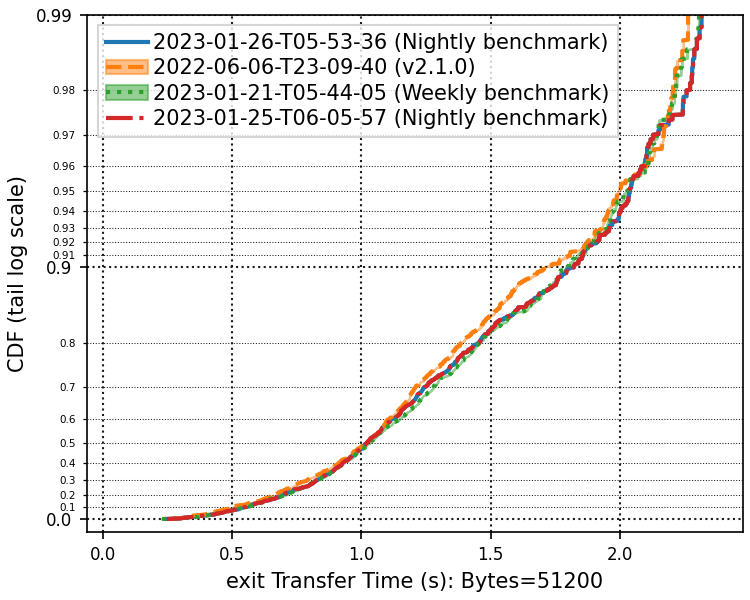 0.99
2023-01-26-T05-53-36 (Nightly benchmark)
2022-06-06-T23-09-40 (v2.1.0)
2023-01-21-T05-44-05 (Weekly benchmark)
2023-01-25-T06-05-57 (Nightly benchmark)
0.98
0.97
0.96
0.95
0.94
0.93
0.92
0.91
0.9
0.8
0.7
0.6
0.5
0.4
0.3
0.2
0.1
0.0
CDF (tail log scale)
0.0 0.5 1.0 1.5 2.0
exit Transfer Time (s): Bytes=51200